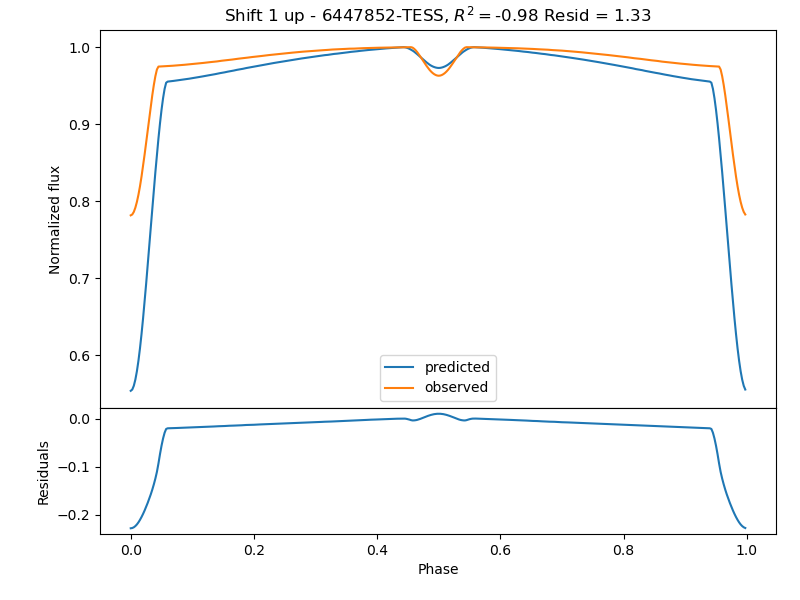 Shift 1 up - 6447852-TESS, $R^2=$-0.98 Resid = 1.33
1.0
0.9
0.8
0.7
0.6
Normalized flux
predicted
observed
0.0
−0.1
−0.2
Residuals
0.0 0.2 0.4 0.6 0.8 1.0
Phase